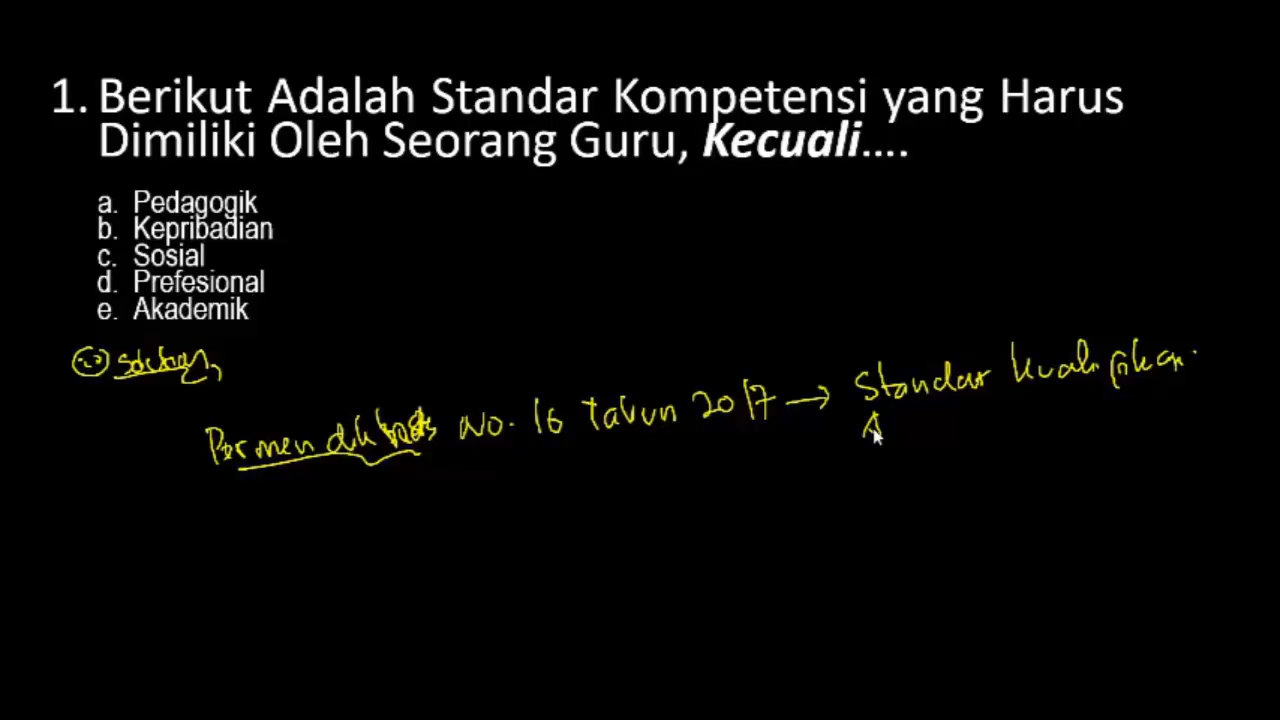 1. Berikut Adalah Standar Kompetensi yang Harus
Dimiliki Oleh Seorang Guru, Kecuali....
a. Pedagogik
b. Kepribadian
c. Sosial
d. Prefesional
e. Akademik
Permendik No. 16 Tahun 2017 → Standar
A